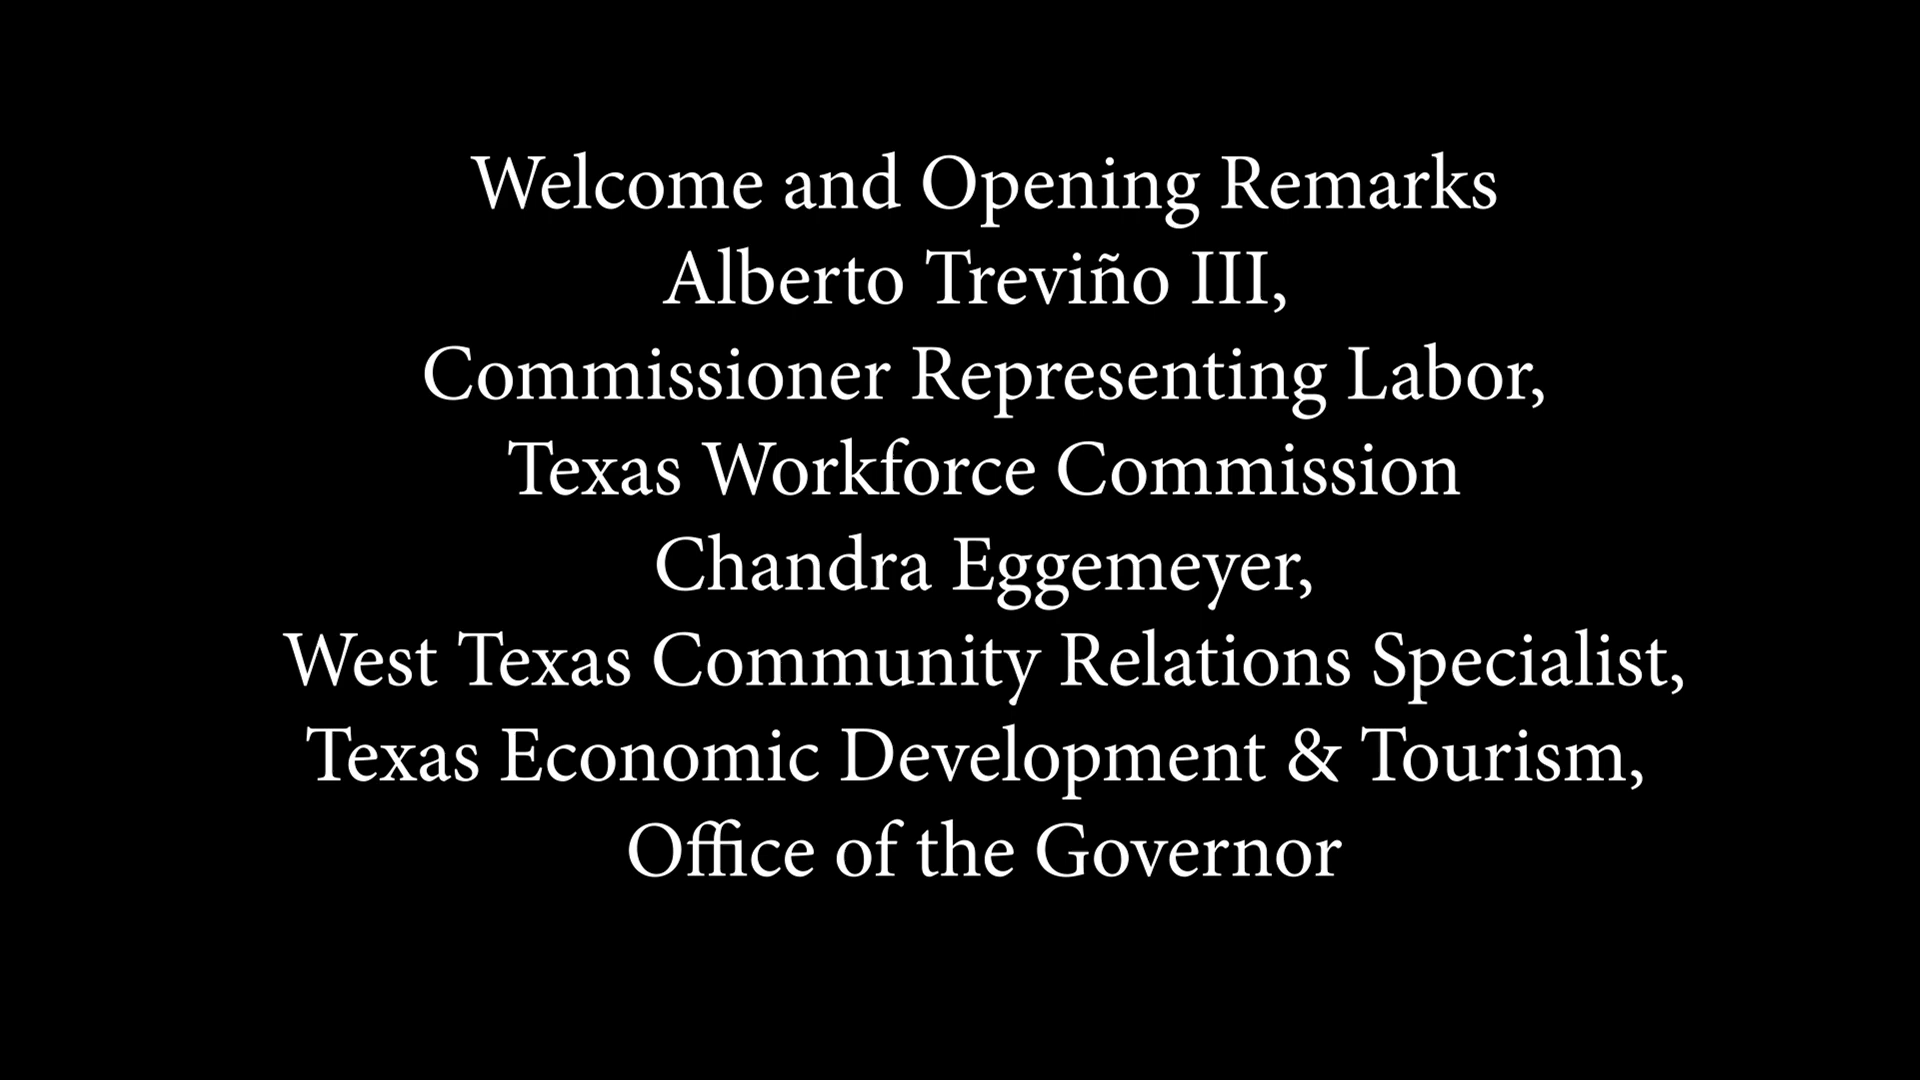 Welcome and Opening Remarks
Alberto Treviño III,
Commissioner Representing Labor,
Texas Workforce Commission
Chandra Eggemeyer,
West Texas Community Relations Specialist,
Texas Economic Development & Tourism,
Office of the Governor